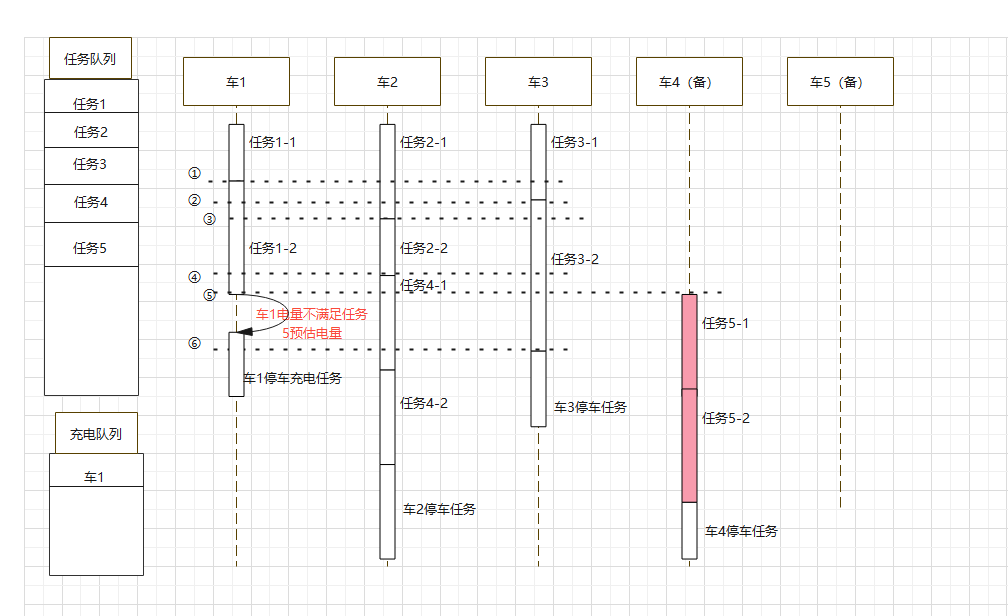 任务队列
任务1
任务2
任务3
任务4
任务5
充电队列
车1
车1
车2
车3
车4（备）
车5（备）
任务1-1
任务2-1
任务3-1
①
②
③
任务1-2
任务2-2
任务3-2
④
任务4-1
⑤
车1电量不满足任务
5预估电量
任务5-1
⑥
车1停车充电任务
任务4-2
车3停车任务
任务5-2
车2停车任务
车4停车任务